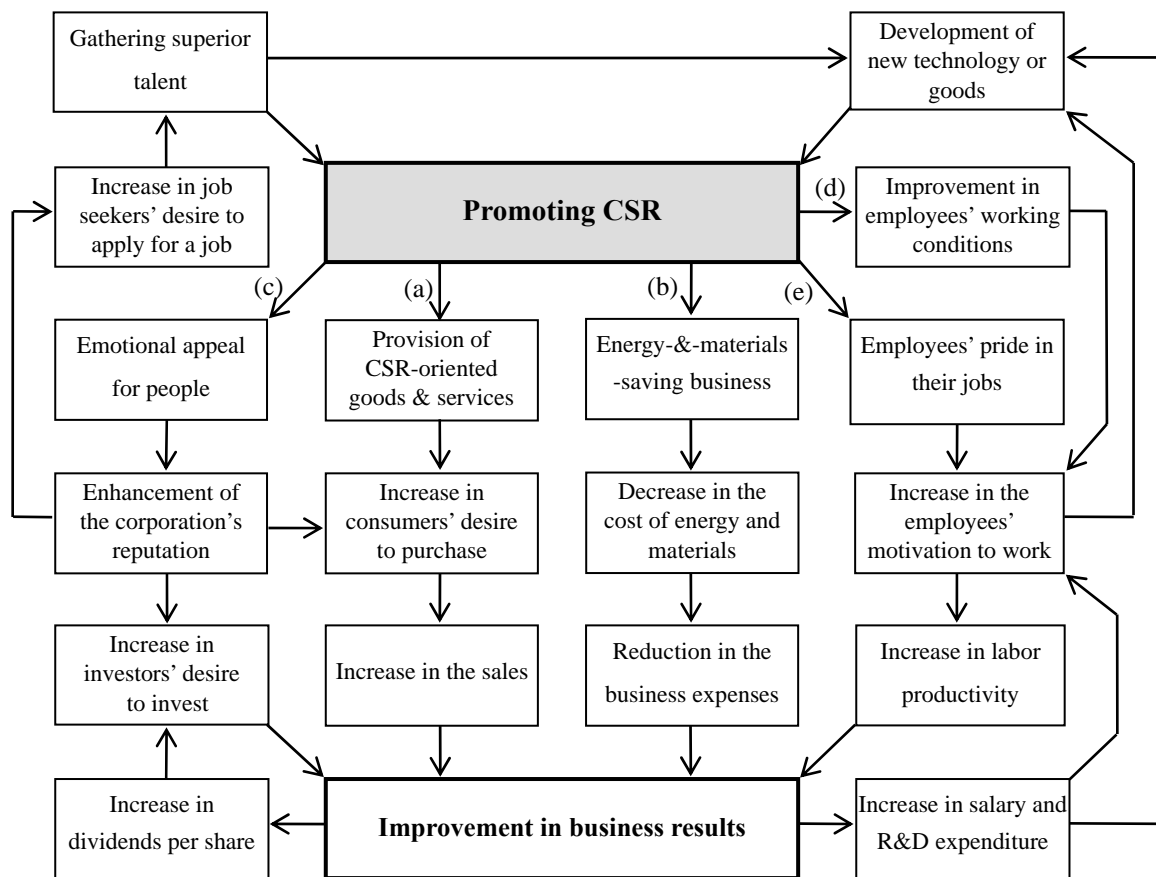 Gathering superior
talent
Development of
new technology or
goods
Increase in job
seekers' desire to
apply for a job
Promoting CSR
(d)
Improvement in
employees' working
conditions
(c)
(a)
(b)
(e)
Emotional appeal
for people
Provision of
CSR-oriented
goods & services
Energy-&-materials
-saving business
Employees' pride in
their jobs
Enhancement of
the corporation's
reputation
Increase in
consumers' desire
to purchase
Decrease in the
cost of energy and
materials
Increase in the
employees'
motivation to work
Increase in
investors' desire
to invest
Increase in the sales
Reduction in the
business expenses
Increase in labor
productivity
Increase in
dividends per share
Improvement in business results
Increase in salary and
R&D expenditure